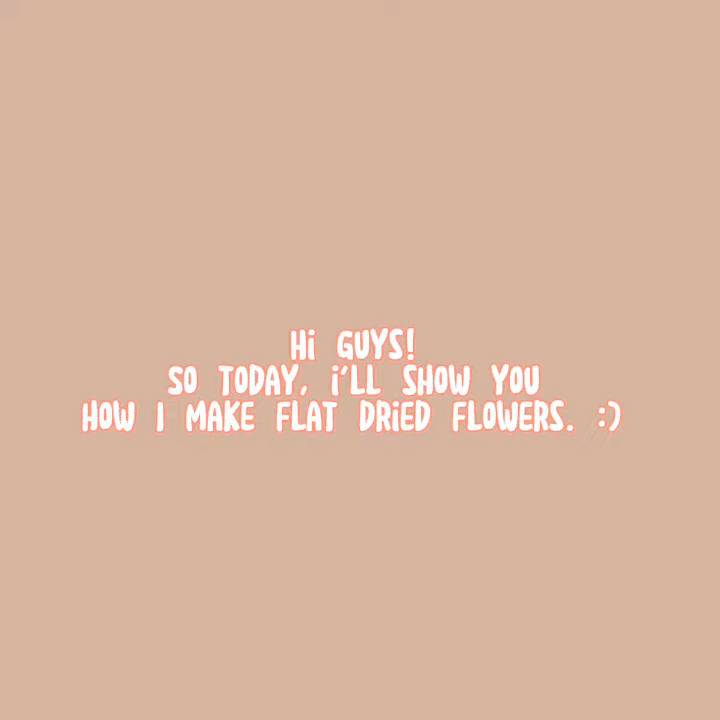 Hi GUYS!
SO TODAY, i'LL SHOW YOU
HOW I MAKE FLAT DRiED FLOWERS. :)